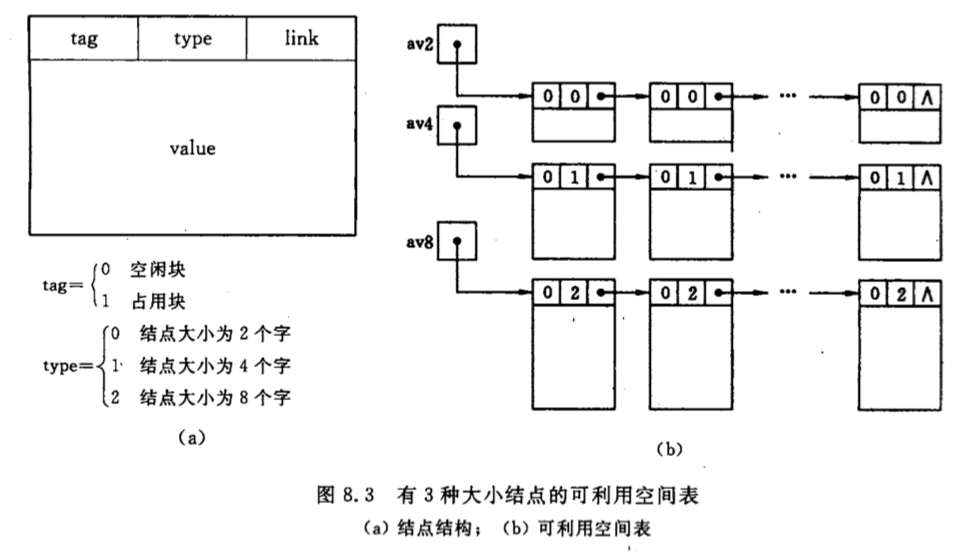 tag type link
value
tag= { 0 空闲块
1 占用块
type= { 0 结点大小为 2 个字
1 结点大小为 4 个字
2 结点大小为 8 个字
(a)
av2
0 0 0 0 ··· 0 0 ∧
av4
0 1 0 1 ··· 0 1 ∧
av8
0 2 0 2 ··· 0 2 ∧
(b)
图 8.3 有 3 种大小结点的可利用空间表
(a) 结点结构; (b) 可利用空间表